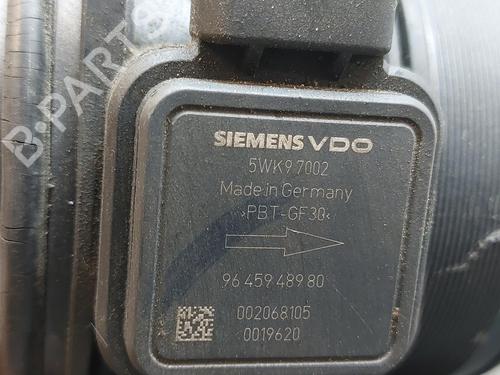 B-PARTS
SIEMENS VDO
5WK9 7002
Made in Germany
>PBT-GF30<
96 459 489 80
002068105
0019620